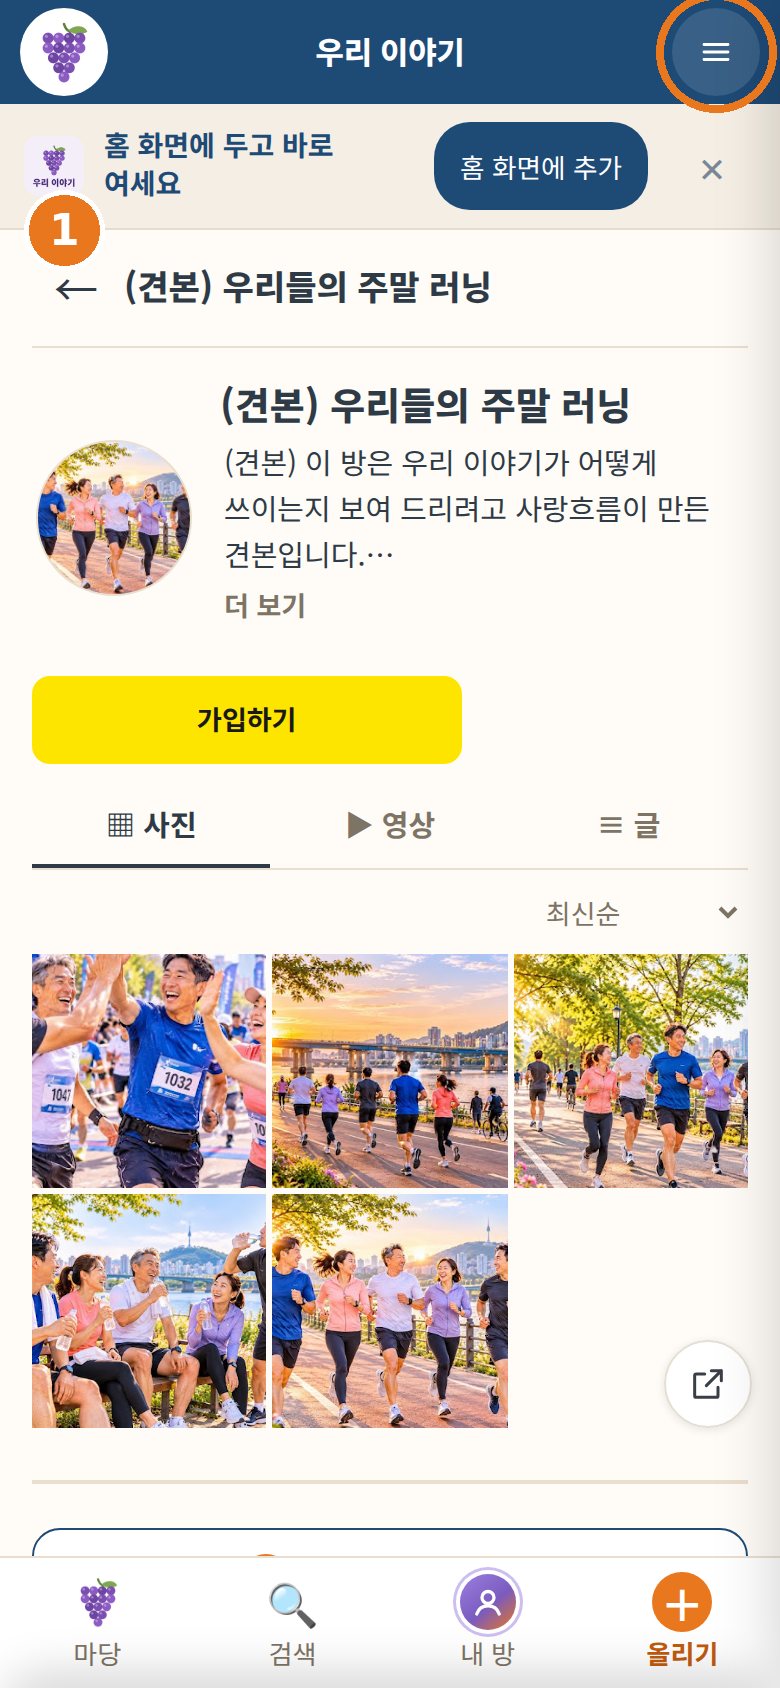 우리 이야기
홈 화면에 두고 바로
여세요
홈 화면에 추가
우리 이야기
1
(견본) 우리들의 주말 러닝
(견본) 우리들의 주말 러닝
(견본) 이 방은 우리 이야기가 어떻게
쓰이는지 보여 드리려고 사랑흐름이 만든
견본입니다.…
더 보기
가입하기
사진
영상
글
최신순
1047
1032
10
마당
검색
내 방
올리기